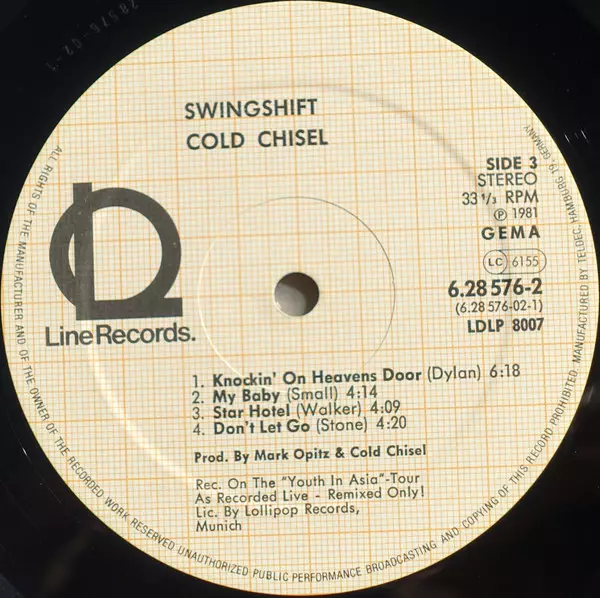 28576-02-1
SWINGSHIFT
COLD CHISEL
SIDE 3
STEREO
33 1/3 RPM
Ⓟ 1981
GEMA
LC 6155
6.28 576-2
(6.28 576-02-1)
LDLP 8007
LineRecords.
1. Knockin' On Heavens Door (Dylan) 6:18
2. My Baby (Small) 4:14
3. Star Hotel (Walker) 4:09
4. Don't Let Go (Stone) 4:20
Prod. By Mark Opitz & Cold Chisel
Rec. On The "Youth In Asia"-Tour
As Recorded Live - Remixed Only!
Lic. By Lollipop Records,
Munich
ALL RIGHTS OF THE MANUFACTURER AND OF THE OWNER OF THE RECORDED WORK RESERVED UNAUTHORIZED PUBLIC PERFORMANCE BROADCASTING AND COPYING OF THIS RECORD PROHIBITED. MANUFACTURED BY TELDEC, HAMBURG 19, GERMANY